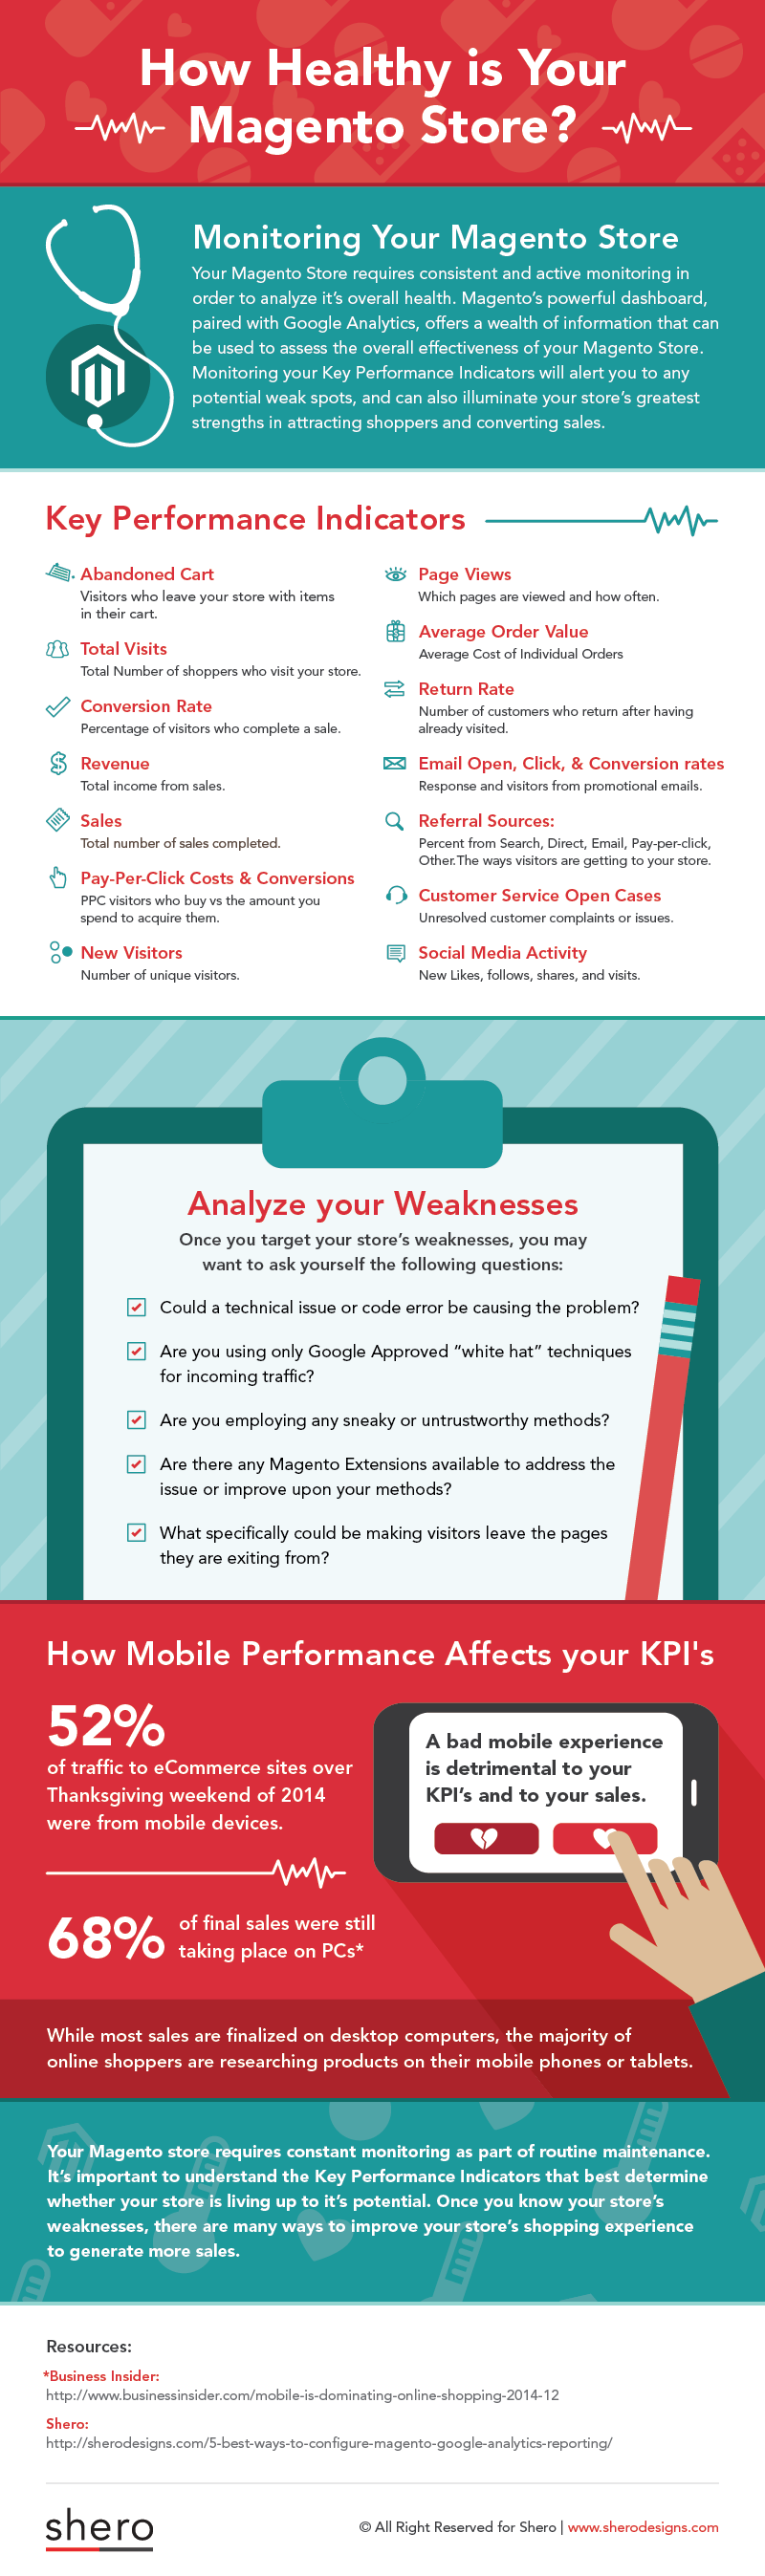 How Healthy is Your
Magento Store?
Monitoring Your Magento Store
Your Magento Store requires consistent and active monitoring in
order to analyze it’s overall health. Magento’s powerful dashboard,
paired with Google Analytics, offers a wealth of information that can
be used to assess the overall effectiveness of your Magento Store.
Monitoring your Key Performance Indicators will alert you to any
potential weak spots, and can also illuminate your store’s greatest
strengths in attracting shoppers and converting sales.
Key Performance Indicators
Abandoned Cart
Visitors who leave your store with items
in their cart.
Total Visits
Total Number of shoppers who visit your store.
Conversion Rate
Percentage of visitors who complete a sale.
Revenue
Total income from sales.
Sales
Total number of sales completed.
Pay-Per-Click Costs & Conversions
PPC visitors who buy vs the amount you
spend to acquire them.
New Visitors
Number of unique visitors.
Page Views
Which pages are viewed and how often.
Average Order Value
Average Cost of Individual Orders
Return Rate
Number of customers who return after having
already visited.
Email Open, Click, & Conversion rates
Response and visitors from promotional emails.
Referral Sources:
Percent from Search, Direct, Email, Pay-per-click,
Other.The ways visitors are getting to your store.
Customer Service Open Cases
Unresolved customer complaints or issues.
Social Media Activity
New Likes, follows, shares, and visits.
Analyze your Weaknesses
Once you target your store’s weaknesses, you may
want to ask yourself the following questions:
Could a technical issue or code error be causing the problem?
Are you using only Google Approved “white hat” techniques
for incoming traffic?
Are you employing any sneaky or untrustworthy methods?
Are there any Magento Extensions available to address the
issue or improve upon your methods?
What specifically could be making visitors leave the pages
they are exiting from?
How Mobile Performance Affects your KPI's
52%
of traffic to eCommerce sites over
Thanksgiving weekend of 2014
were from mobile devices.
68%
of final sales were still
taking place on PCs*
A bad mobile experience
is detrimental to your
KPI’s and to your sales.
While most sales are finalized on desktop computers, the majority of
online shoppers are researching products on their mobile phones or tablets.
Your Magento store requires constant monitoring as part of routine maintenance.
It’s important to understand the Key Performance Indicators that best determine
whether your store is living up to it’s potential. Once you know your store’s
weaknesses, there are many ways to improve your store’s shopping experience
to generate more sales.
Resources:
*Business Insider:
http://www.businessinsider.com/mobile-is-dominating-online-shopping-2014-12
Shero:
http://sherodesigns.com/5-best-ways-to-configure-magento-google-analytics-reporting/
shero
© All Right Reserved for Shero | www.sherodesigns.com